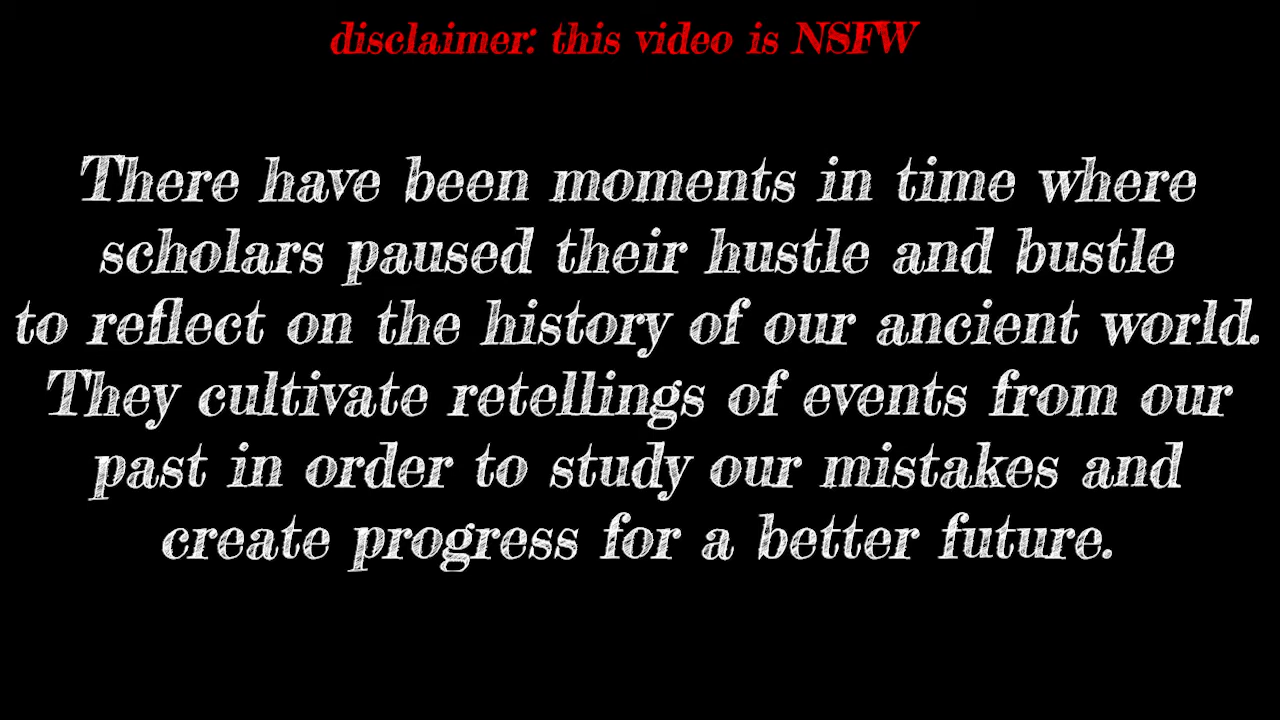 disclaimer: this video is NSFW
There have been moments in time where
scholars paused their hustle and bustle
to reflect on the history of our ancient world.
They cultivate retellings of events from our
past in order to study our mistakes and
create progress for a better future.